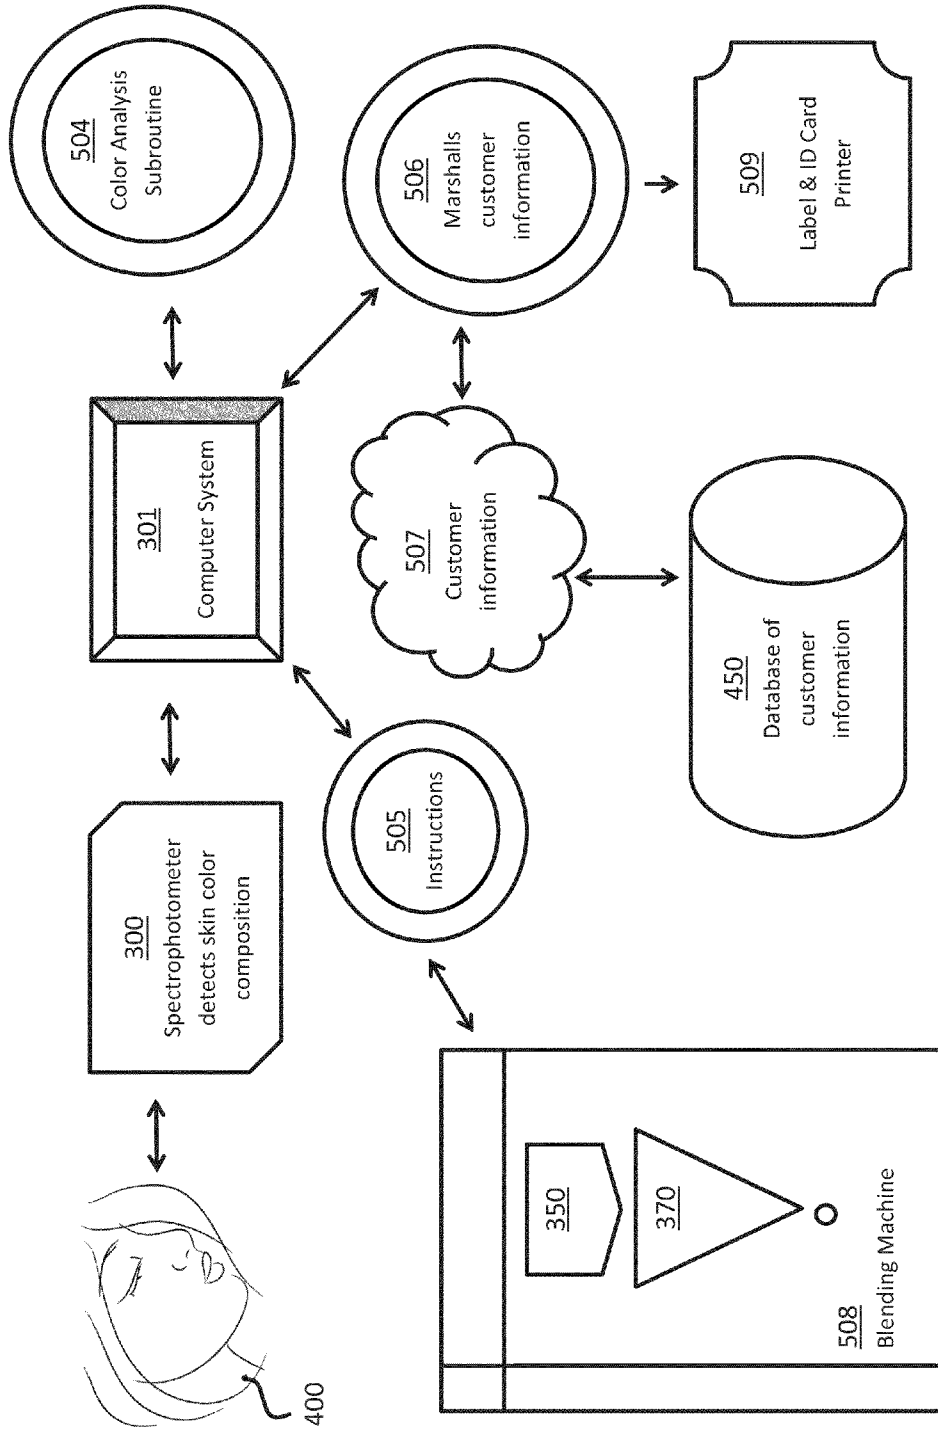 400
300
Spectrophotometer
detects skin color
composition
301
Computer System
504
Color Analysis
Subroutine
505
Instructions
507
Customer
information
506
Marshalls
customer
information
350
370
508
Blending Machine
450
Database of
customer
information
509
Label & ID Card
Printer